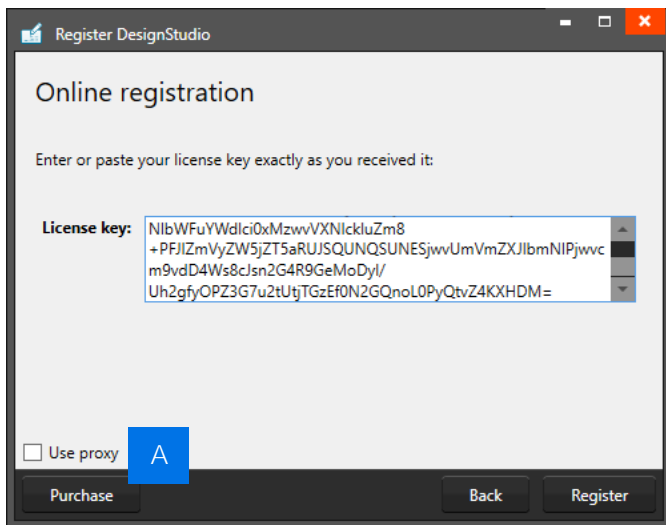 Register DesignStudio
Online registration
Enter or paste your license key exactly as you received it:
License key:
NlbWFuYWdlci0xMzwvVXNlckluZm8
+PFJlZmVyZW5jZT5aRUJSQUNQSUNESjwvUmVmZXJlbmNlPjwvc
m9vdD4Ws8cJsn2G4R9GeMoDyl/
Uh2gfyOPZ3G7u2tUtjTGzEf0N2GQnoL0PyQtvZ4KXHDM=
Use proxy
A
Purchase
Back
Register